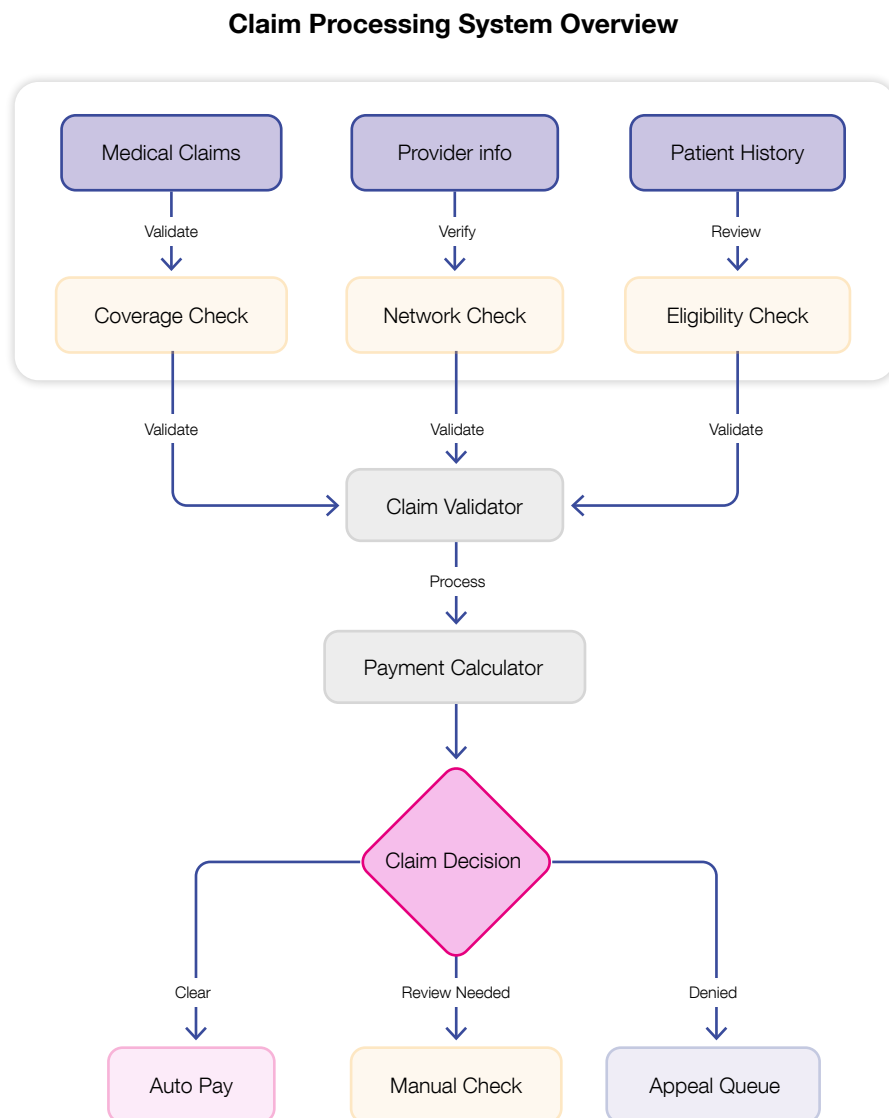 Claim Processing System Overview
Medical Claims
Provider info
Patient History
Validate
Verify
Review
Coverage Check
Network Check
Eligibility Check
Validate
Validate
Validate
Claim Validator
Process
Payment Calculator
Claim Decision
Clear
Review Needed
Denied
Auto Pay
Manual Check
Appeal Queue